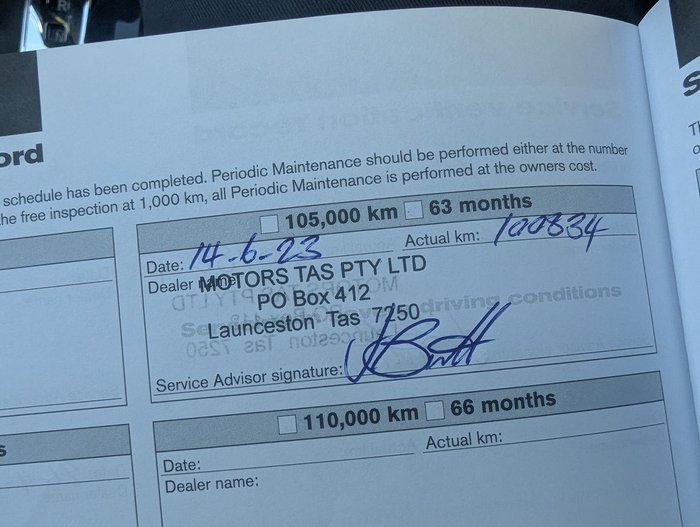 ord
schedule has been completed. Periodic Maintenance should be performed either at the number
he free inspection at 1,000 km, all Periodic Maintenance is performed at the owners cost.
105,000 km 63 months
Date: 14-6-23 Actual km: 100834
Dealer name
MOTORS TAS PTY LTD
PO Box 412
Launceston Tas 7250
driving conditions
Service Advisor signature:
110,000 km 66 months
Date: Actual km:
Dealer name:
s
S